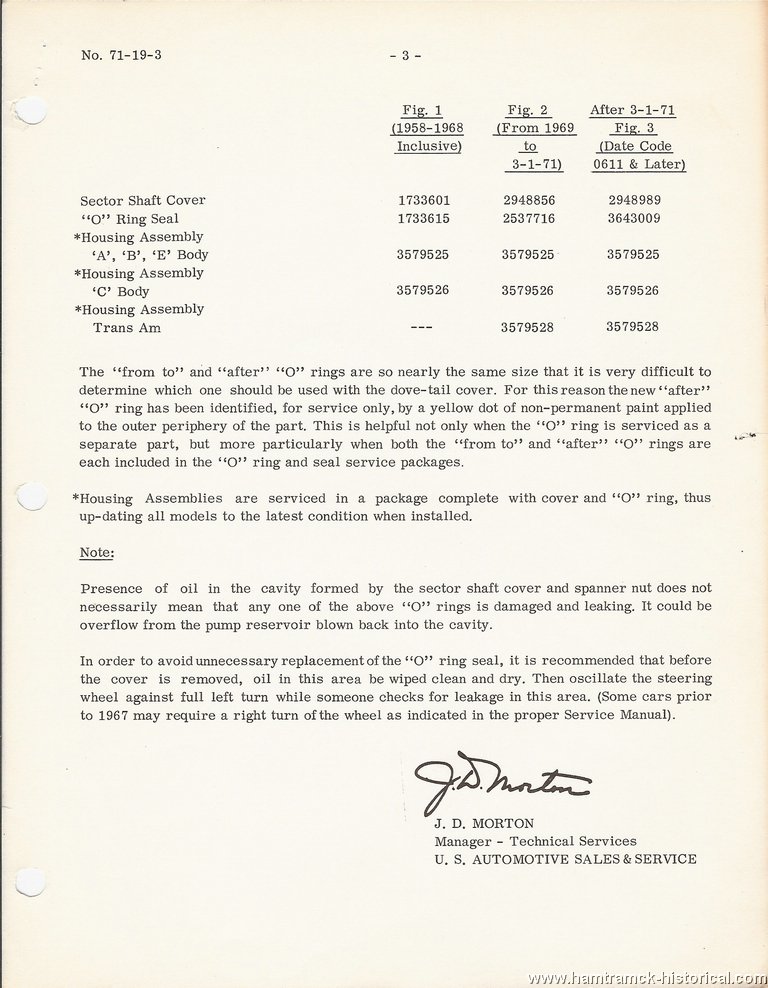 No. 71-19-3 - 3 -
Fig. 1 Fig. 2 After 3-1-71
(1958-1968 (From 1969 Fig. 3
Inclusive) to (Date Code
3-1-71) 0611 & Later)
Sector Shaft Cover 1733601 2948856 2948989
"O" Ring Seal 1733615 2537716 3643009
*Housing Assembly
'A', 'B', 'E' Body 3579525 3579525 3579525
*Housing Assembly
'C' Body 3579526 3579526 3579526
*Housing Assembly
Trans Am --- 3579528 3579528
The "from to" and "after" "O" rings are so nearly the same size that it is very difficult to
determine which one should be used with the dove-tail cover. For this reason the new "after"
"O" ring has been identified, for service only, by a yellow dot of non-permanent paint applied
to the outer periphery of the part. This is helpful not only when the "O" ring is serviced as a
separate part, but more particularly when both the "from to" and "after" "O" rings are
each included in the "O" ring and seal service packages.
*Housing Assemblies are serviced in a package complete with cover and "O" ring, thus
up-dating all models to the latest condition when installed.
Note:
Presence of oil in the cavity formed by the sector shaft cover and spanner nut does not
necessarily mean that any one of the above "O" rings is damaged and leaking. It could be
overflow from the pump reservoir blown back into the cavity.
In order to avoid unnecessary replacement of the "O" ring seal, it is recommended that before
the cover is removed, oil in this area be wiped clean and dry. Then oscillate the steering
wheel against full left turn while someone checks for leakage in this area. (Some cars prior
to 1967 may require a right turn of the wheel as indicated in the proper Service Manual).
J. D. Morton
J. D. MORTON
Manager - Technical Services
U. S. AUTOMOTIVE SALES & SERVICE
www.hamtramck-historical.com